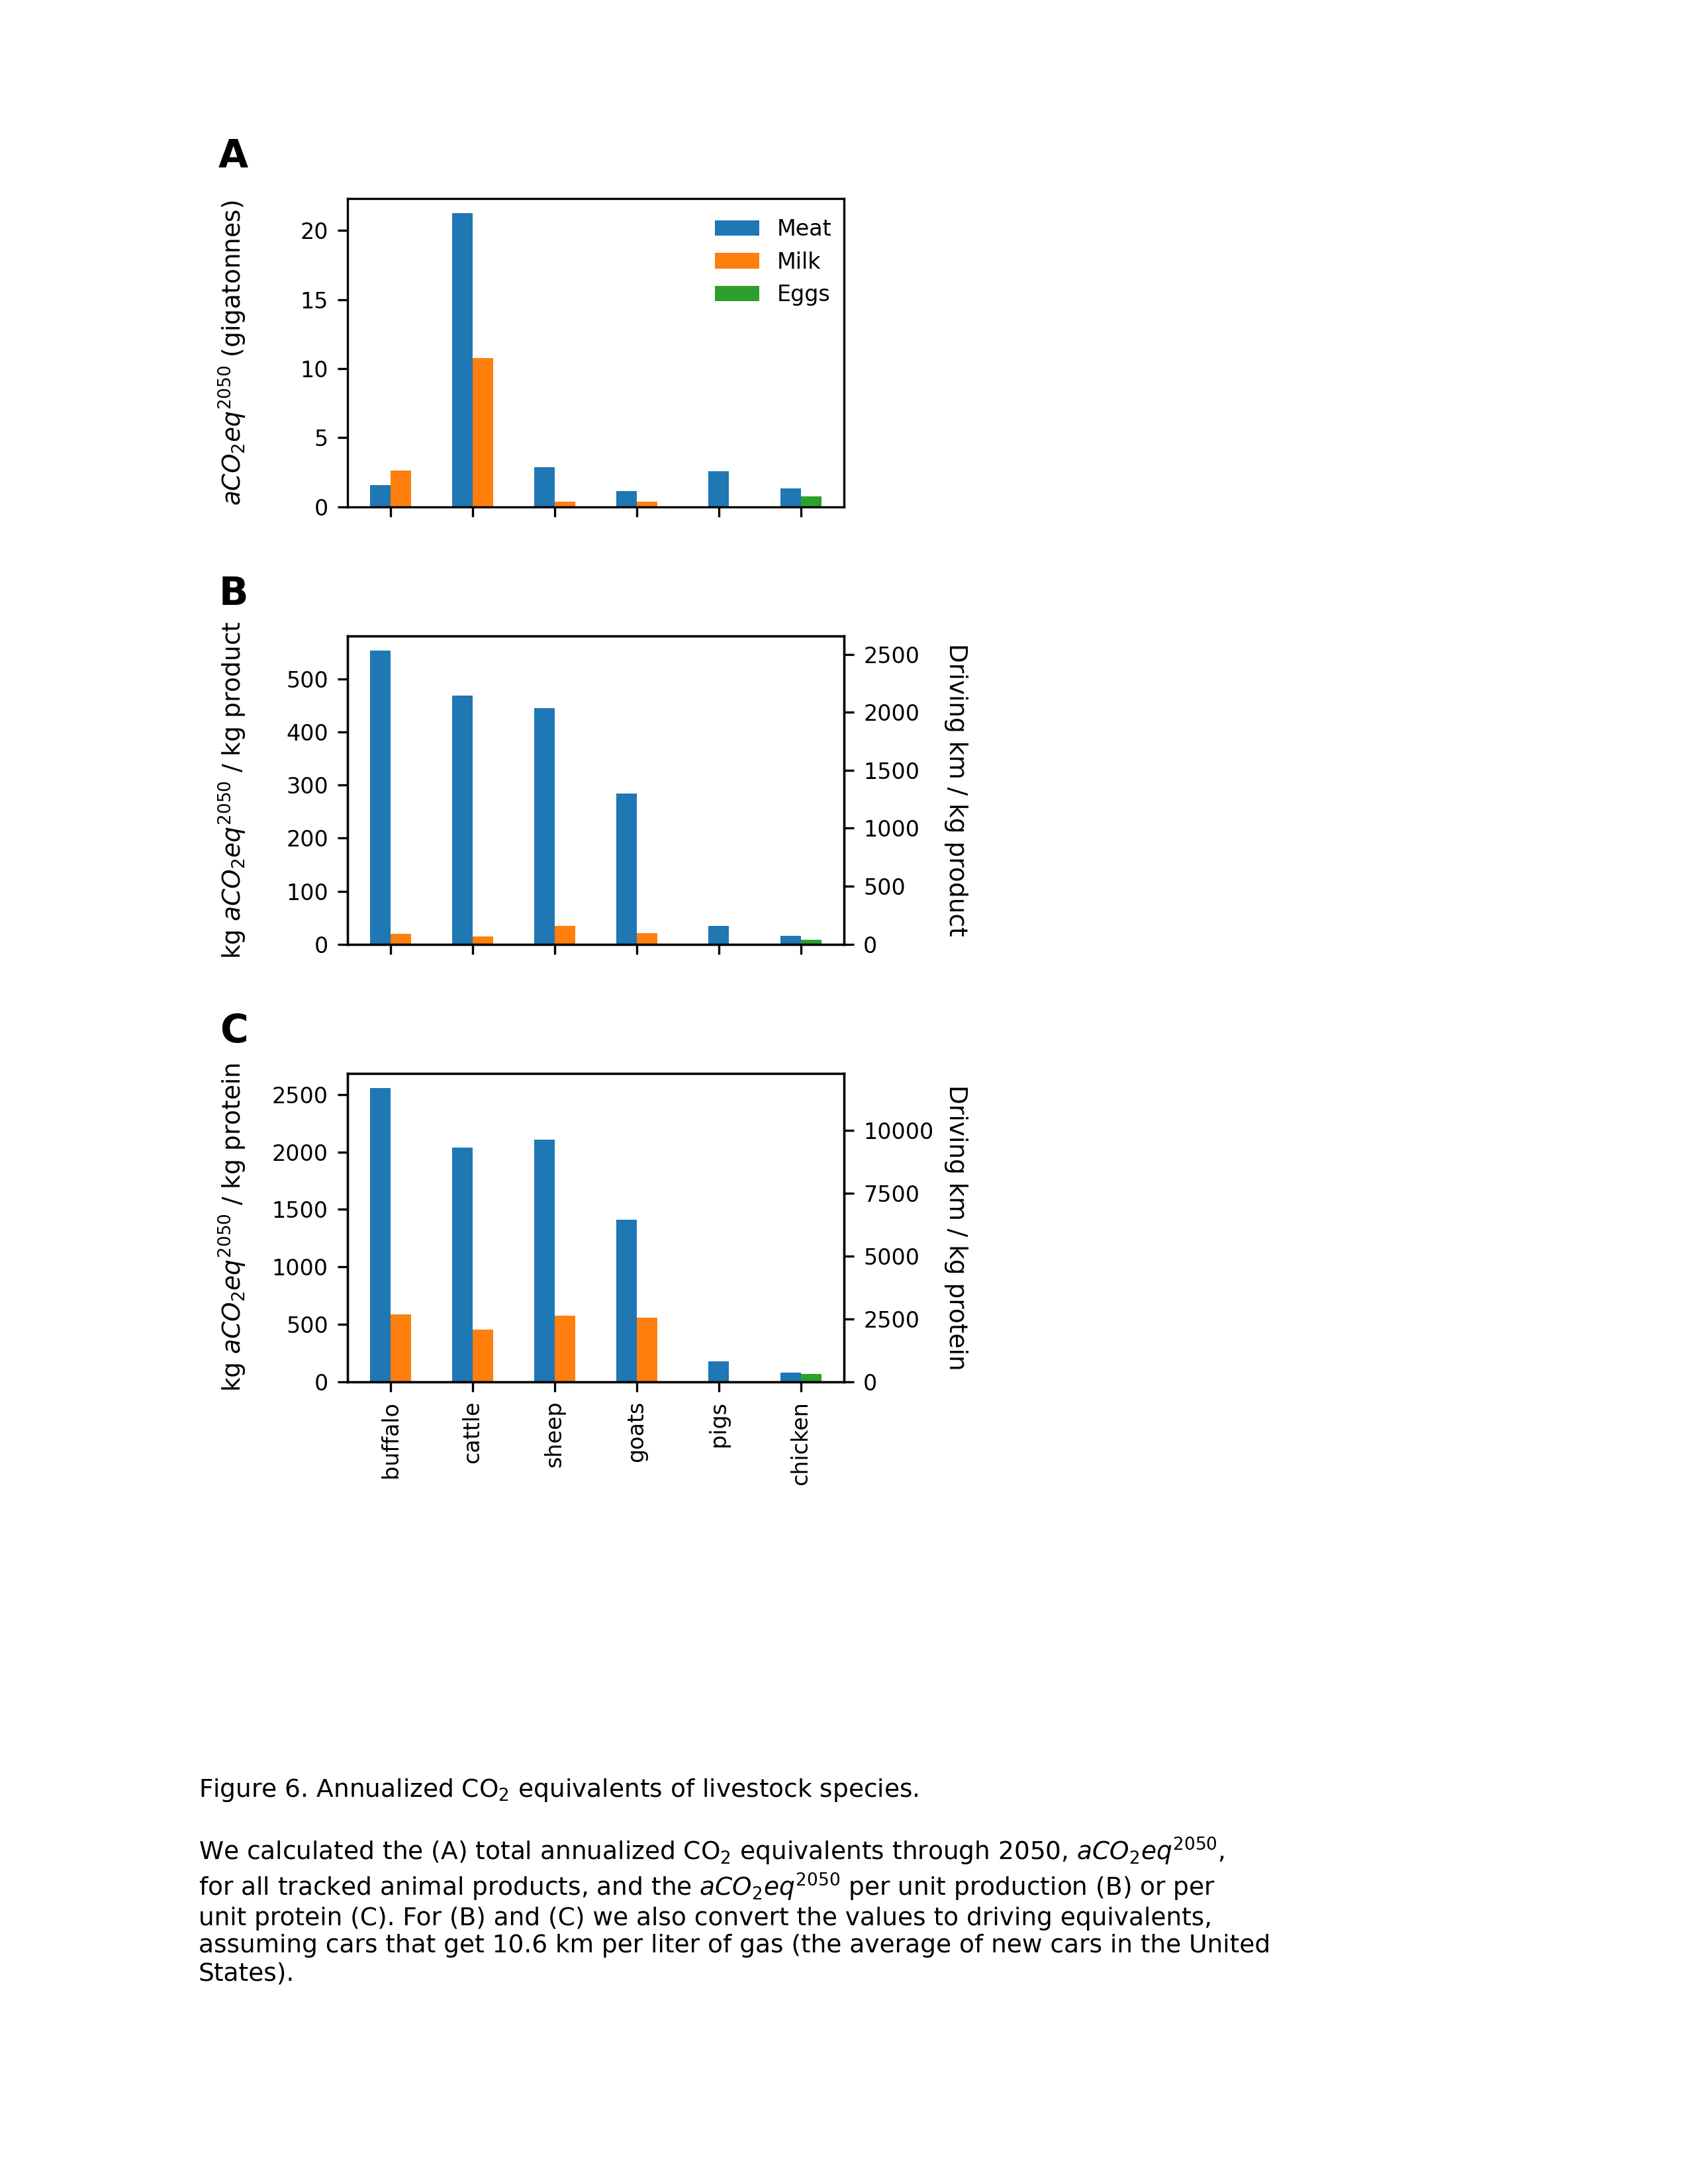 A
aCO₂eq²⁰⁵⁰ (gigatonnes)
20
15
10
5
0
Meat
Milk
Eggs
B
kg aCO₂eq²⁰⁵⁰ / kg product
500
400
300
200
100
0
2500
2000
1500
1000
500
0
Driving km / kg product
C
kg aCO₂eq²⁰⁵⁰ / kg protein
2500
2000
1500
1000
500
0
10000
7500
5000
2500
0
Driving km / kg protein
buffalo
cattle
sheep
goats
pigs
chicken
Figure 6. Annualized CO₂ equivalents of livestock species.
We calculated the (A) total annualized CO₂ equivalents through 2050, aCO₂eq²⁰⁵⁰,
for all tracked animal products, and the aCO₂eq²⁰⁵⁰ per unit production (B) or per
unit protein (C). For (B) and (C) we also convert the values to driving equivalents,
assuming cars that get 10.6 km per liter of gas (the average of new cars in the United
States).